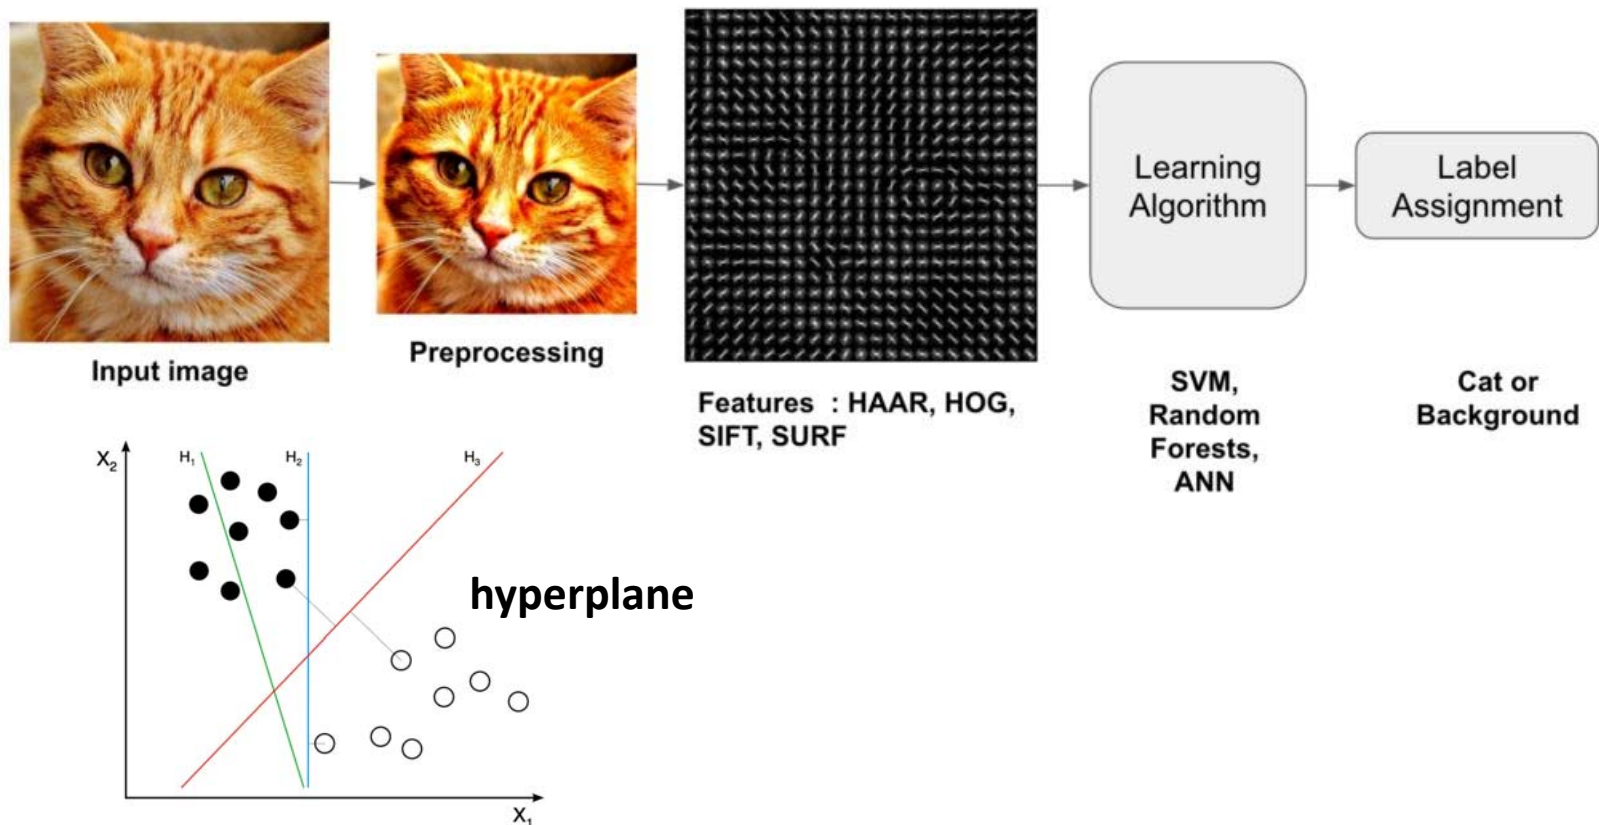 Input image
Preprocessing
Features : HAAR, HOG,
SIFT, SURF
Learning
Algorithm
SVM,
Random
Forests,
ANN
Label
Assignment
Cat or
Background
X₂
H₁
H₂
H₃
hyperplane
X₁